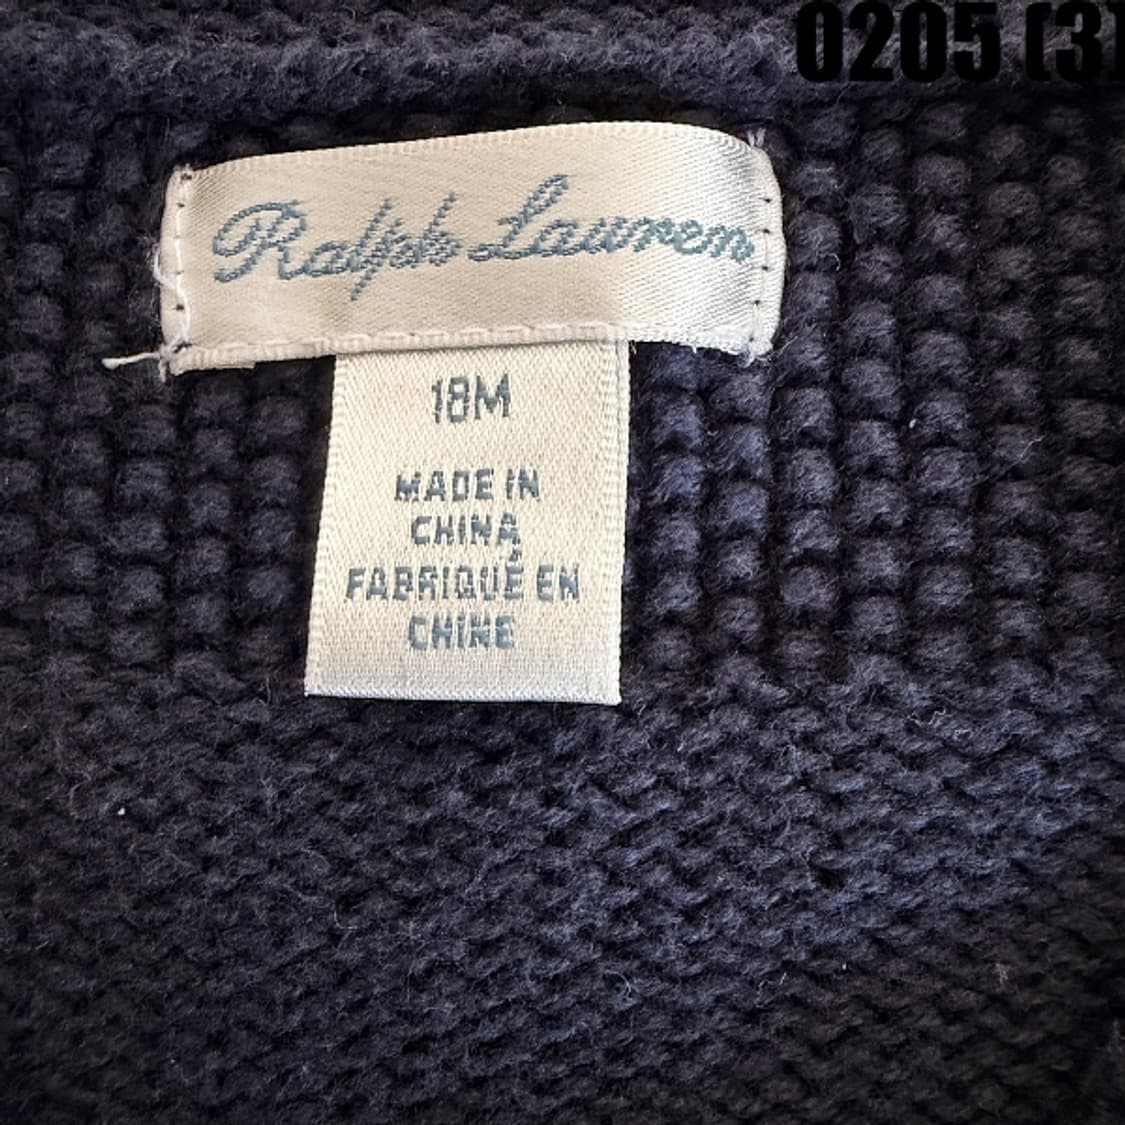 0205 (3)
Ralph Lauren
18M
MADE IN
CHINA
FABRIQUÉ EN
CHINE